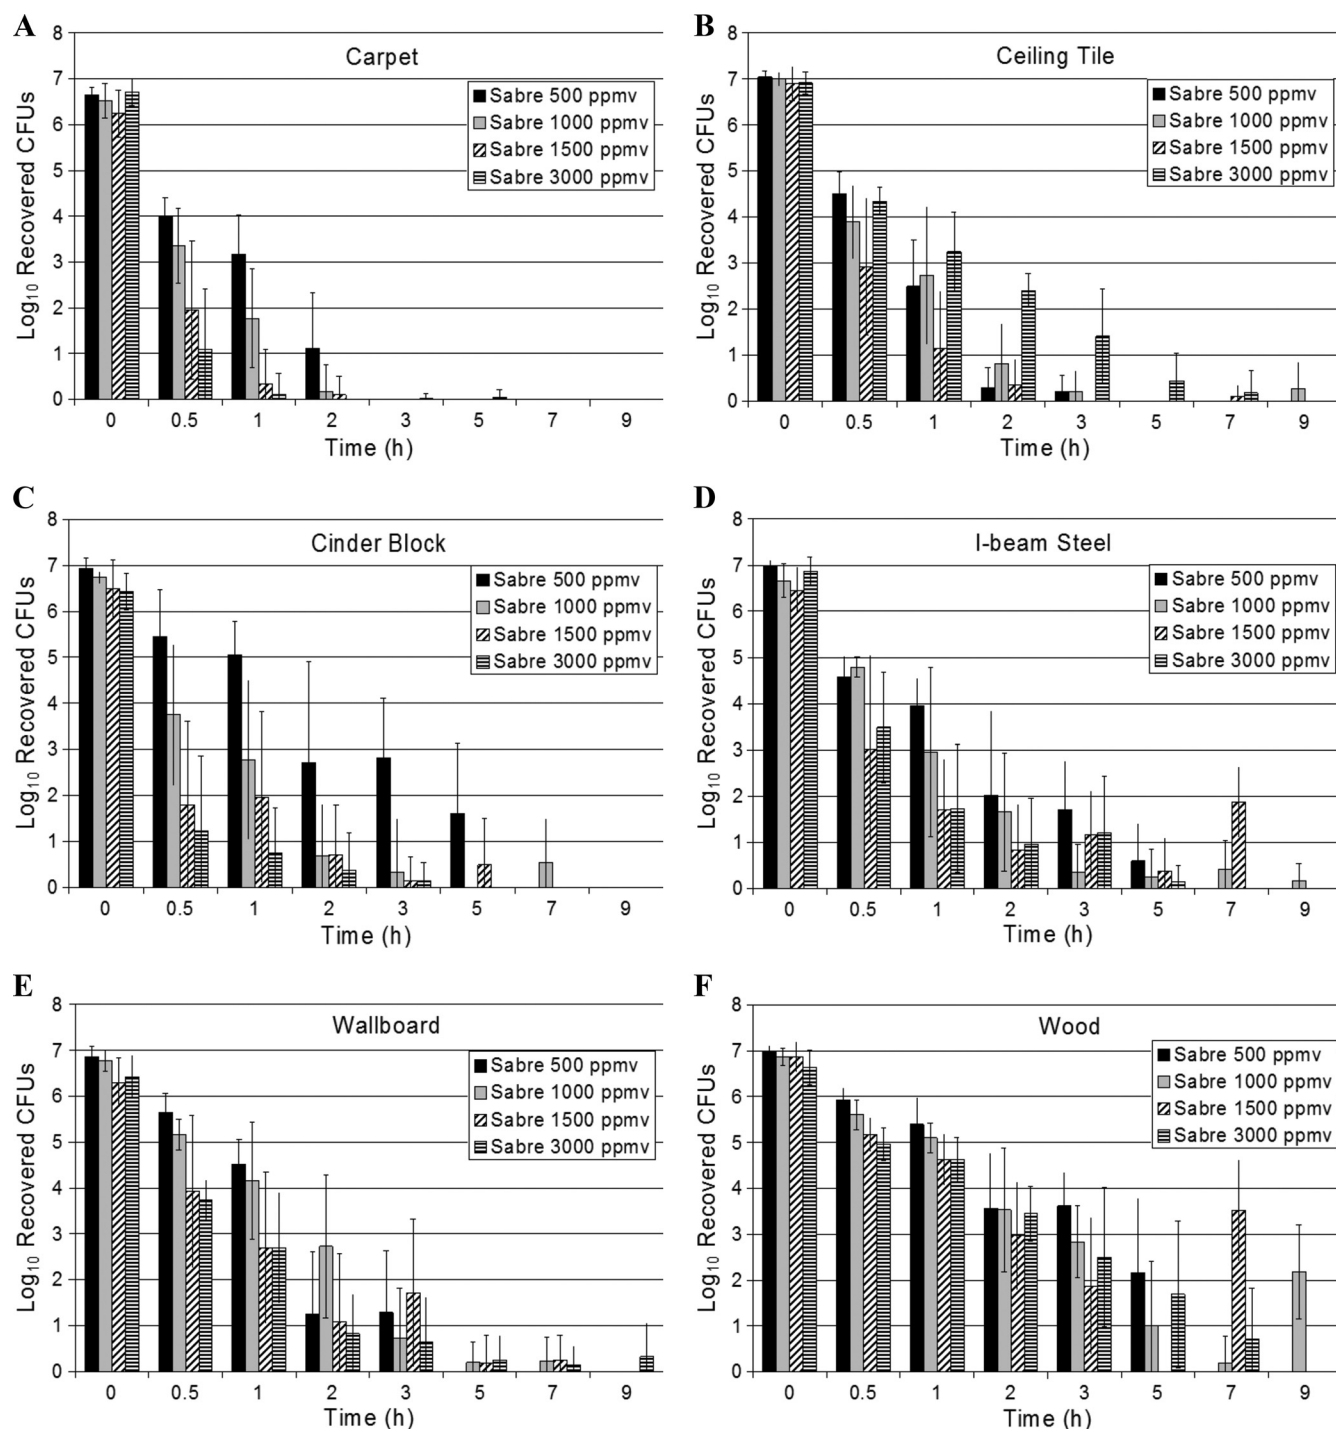 A
Carpet
Log10 Recovered CFUs
8
7
6
5
4
3
2
1
0
Sabre 500 ppmv
Sabre 1000 ppmv
Sabre 1500 ppmv
Sabre 3000 ppmv
0 0.5 1 2 3 5 7 9
Time (h)
B
Ceiling Tile
Log10 Recovered CFUs
8
7
6
5
4
3
2
1
0
Sabre 500 ppmv
Sabre 1000 ppmv
Sabre 1500 ppmv
Sabre 3000 ppmv
0 0.5 1 2 3 5 7 9
Time (h)
C
Cinder Block
Log10 Recovered CFUs
8
7
6
5
4
3
2
1
0
Sabre 500 ppmv
Sabre 1000 ppmv
Sabre 1500 ppmv
Sabre 3000 ppmv
0 0.5 1 2 3 5 7 9
Time (h)
D
I-beam Steel
Log10 Recovered CFUs
8
7
6
5
4
3
2
1
0
Sabre 500 ppmv
Sabre 1000 ppmv
Sabre 1500 ppmv
Sabre 3000 ppmv
0 0.5 1 2 3 5 7 9
Time (h)
E
Wallboard
Log10 Recovered CFUs
8
7
6
5
4
3
2
1
0
Sabre 500 ppmv
Sabre 1000 ppmv
Sabre 1500 ppmv
Sabre 3000 ppmv
0 0.5 1 2 3 5 7 9
Time (h)
F
Wood
Log10 Recovered CFUs
8
7
6
5
4
3
2
1
0
Sabre 500 ppmv
Sabre 1000 ppmv
Sabre 1500 ppmv
Sabre 3000 ppmv
0 0.5 1 2 3 5 7 9
Time (h)